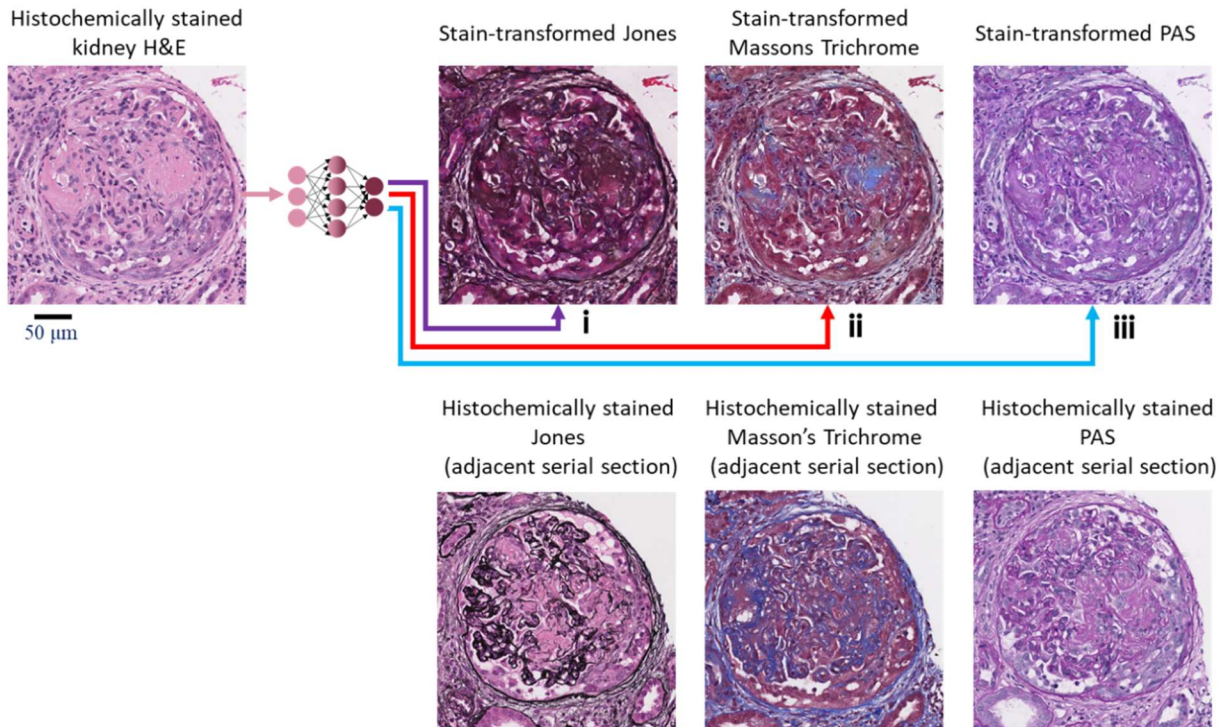 Histochemically stained
kidney H&E
Stain-transformed Jones
Stain-transformed
Massons Trichrome
Stain-transformed PAS
50 μm
i
ii
iii
Histochemically stained
Jones
(adjacent serial section)
Histochemically stained
Masson’s Trichrome
(adjacent serial section)
Histochemically stained
PAS
(adjacent serial section)